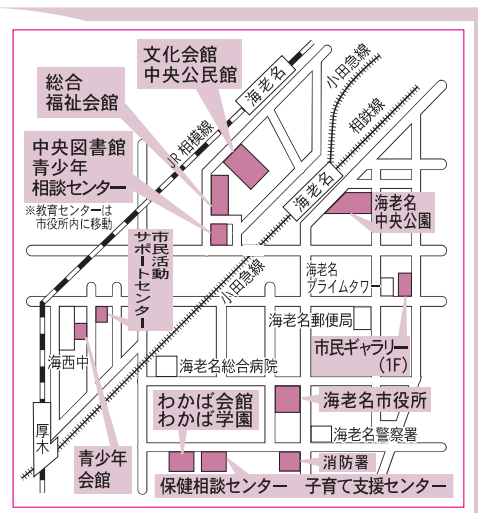 文化会館
中央公民館
海老名
小田急線
総合
福祉会館
JR相模線
相鉄線
中央図書館
青少年
相談センター
※教育センターは
市役所内に移動
海老名
海老名
中央公園
市民活動
サポートセンター
小田急線
海老名
プライムタワー
海老名郵便局
市民ギャラリー
(1F)
海西中
海老名総合病院
わかば会館
わかば学園
海老名市役所
厚木
海老名警察署
青少年
会館
消防署
保健相談センター
子育て支援センター